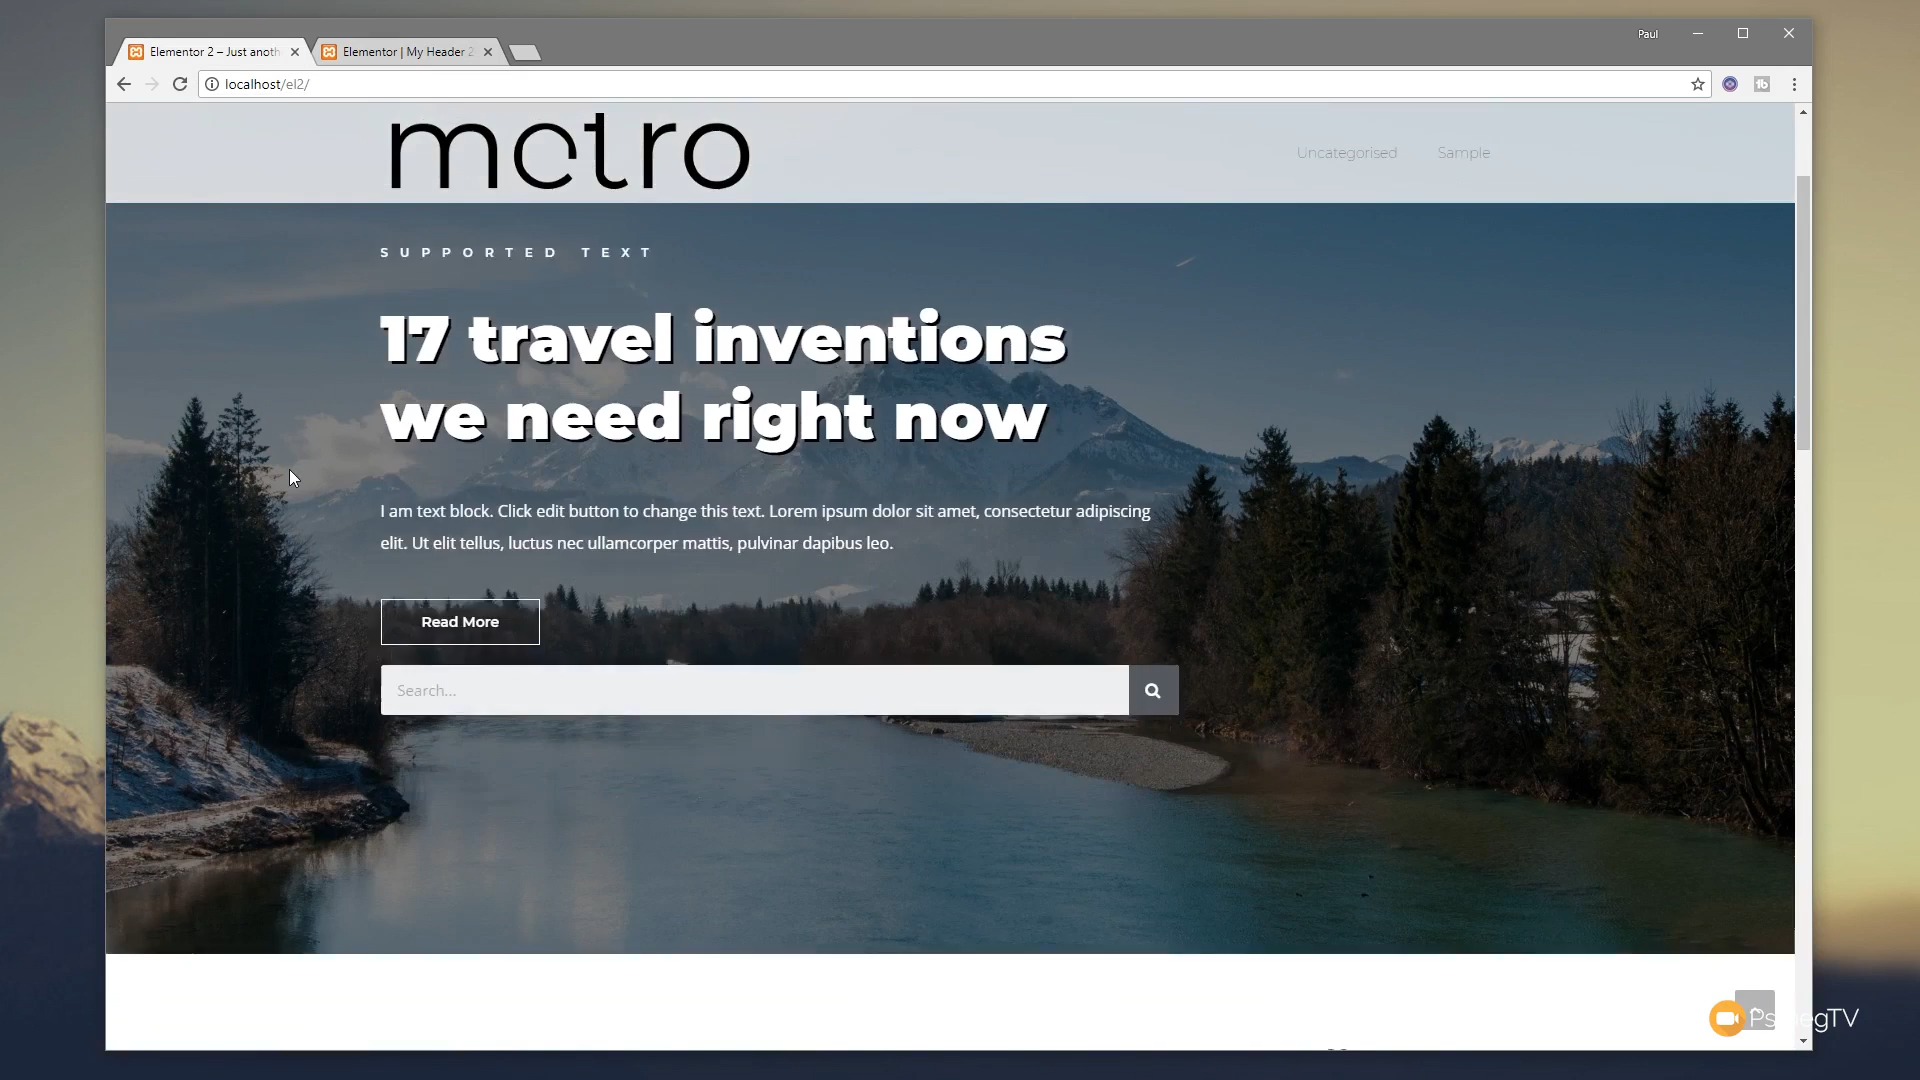 Paul
Elementor 2 – Just anoth
Elementor | My Header 2
localhost/el2/
metro
Uncategorised
Sample
SUPPORTED TEXT
17 travel inventions
we need right now
I am text block. Click edit button to change this text. Lorem ipsum dolor sit amet, consectetur adipiscing
elit. Ut elit tellus, luctus nec ullamcorper mattis, pulvinar dapibus leo.
Read More
Search...